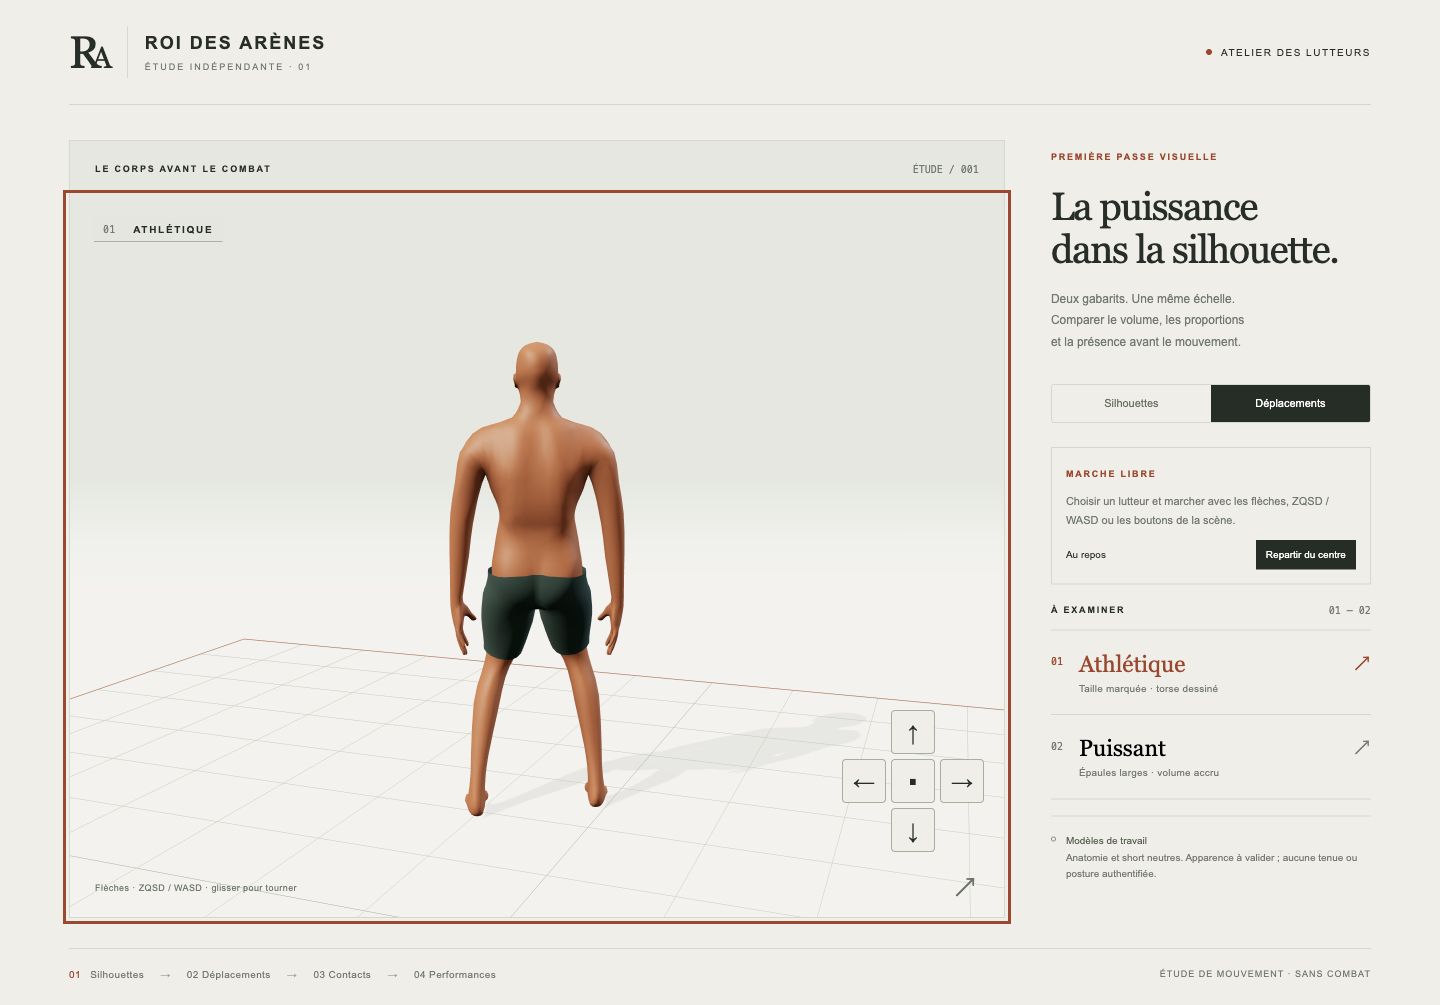 RA
ROI DES ARÈNES
ÉTUDE INDÉPENDANTE · 01
ATELIER DES LUTTEURS
LE CORPS AVANT LE COMBAT
ÉTUDE / 001
01 ATHLÉTIQUE
↑
← ▪ →
↓
Flèches · ZQSD / WASD · glisser pour tourner
↗
PREMIÈRE PASSE VISUELLE
La puissance
dans la silhouette.
Deux gabarits. Une même échelle.
Comparer le volume, les proportions
et la présence avant le mouvement.
Silhouettes
Déplacements
MARCHE LIBRE
Choisir un lutteur et marcher avec les flèches, ZQSD /
WASD ou les boutons de la scène.
Au repos
Repartir du centre
À EXAMINER
01 — 02
01 Athlétique ↗
Taille marquée · torse dessiné
02 Puissant ↗
Épaules larges · volume accru
Modèles de travail
Anatomie et short neutres. Apparence à valider ; aucune tenue ou
posture authentifiée.
01 Silhouettes → 02 Déplacements → 03 Contacts → 04 Performances
ÉTUDE DE MOUVEMENT · SANS COMBAT